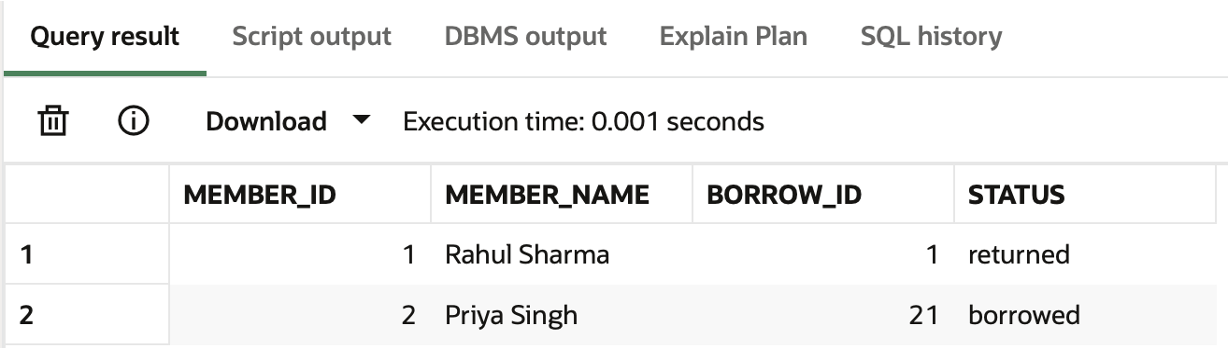 Query result Script output DBMS output Explain Plan SQL history
Download Execution time: 0.001 seconds
MEMBER_ID MEMBER_NAME BORROW_ID STATUS
1 1 Rahul Sharma 1 returned
2 2 Priya Singh 21 borrowed